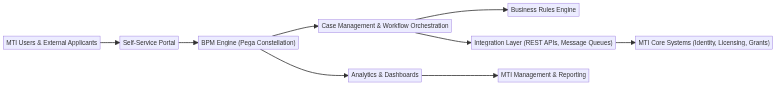 MTI Users & External Applicants
Self-Service Portal
BPM Engine (Pega Constellation)
Case Management & Workflow Orchestration
Business Rules Engine
Integration Layer (REST APIs, Message Queues)
MTI Core Systems (Identity, Licensing, Grants)
Analytics & Dashboards
MTI Management & Reporting